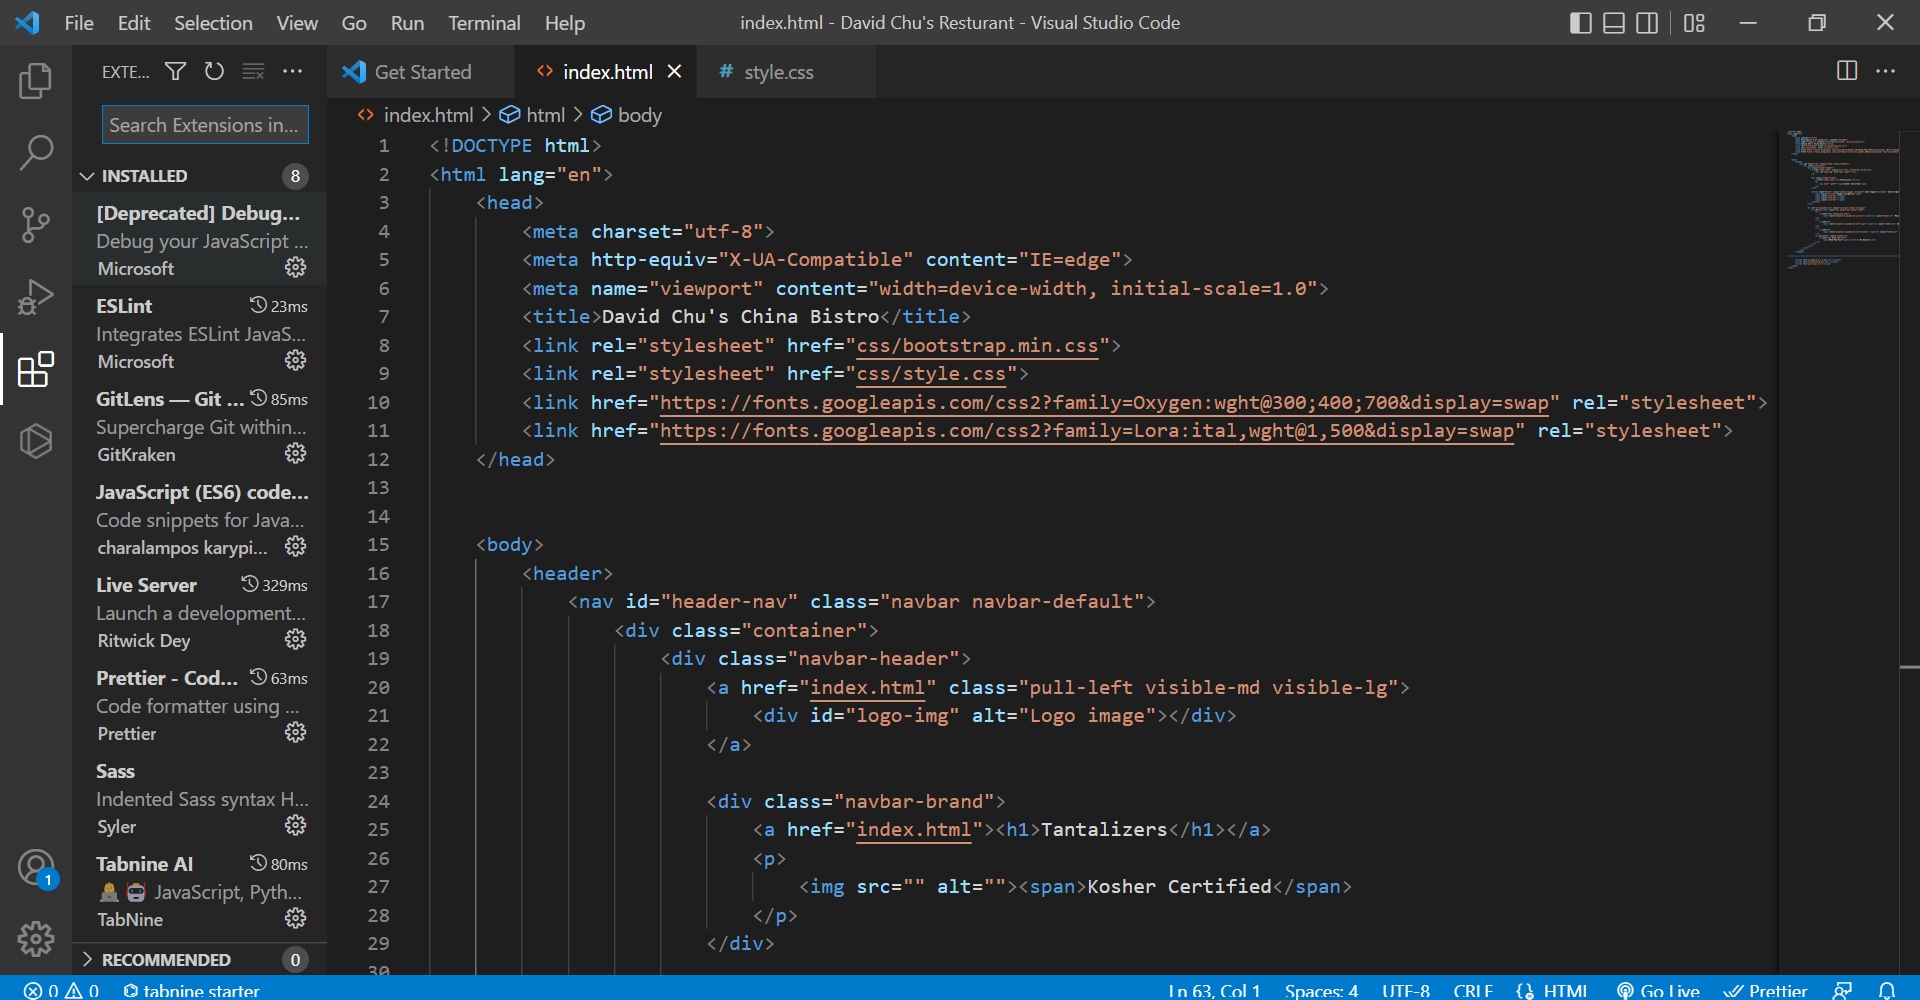 File Edit Selection View Go Run Terminal Help
index.html - David Chu's Resturant - Visual Studio Code
EXTE...
Get Started
index.html
# style.css
index.html > html > body
Search Extensions in...
INSTALLED 8
[Deprecated] Debug...
Debug your JavaScript ...
Microsoft
ESLint 23ms
Integrates ESLint JavaS...
Microsoft
GitLens — Git ... 85ms
Supercharge Git within...
GitKraken
JavaScript (ES6) code...
Code snippets for Java...
charalampos karypi...
Live Server 329ms
Launch a development...
Ritwick Dey
Prettier - Cod... 63ms
Code formatter using ...
Prettier
Sass
Indented Sass syntax H...
Syler
Tabnine AI 80ms
JavaScript, Pyth...
TabNine
RECOMMENDED 0
1
1 <!DOCTYPE html>
2 <html lang="en">
3 <head>
4 <meta charset="utf-8">
5 <meta http-equiv="X-UA-Compatible" content="IE=edge">
6 <meta name="viewport" content="width=device-width, initial-scale=1.0">
7 <title>David Chu's China Bistro</title>
8 <link rel="stylesheet" href="css/bootstrap.min.css">
9 <link rel="stylesheet" href="css/style.css">
10 <link href="https://fonts.googleapis.com/css2?family=Oxygen:wght@300;400;700&display=swap" rel="stylesheet">
11 <link href="https://fonts.googleapis.com/css2?family=Lora:ital,wght@1,500&display=swap" rel="stylesheet">
12 </head>
13
14
15 <body>
16 <header>
17 <nav id="header-nav" class="navbar navbar-default">
18 <div class="container">
19 <div class="navbar-header">
20 <a href="index.html" class="pull-left visible-md visible-lg">
21 <div id="logo-img" alt="Logo image"></div>
22 </a>
23
24 <div class="navbar-brand">
25 <a href="index.html"><h1>Tantalizers</h1></a>
26 <p>
27 <img src="" alt=""><span>Kosher Certified</span>
28 </p>
29 </div>
30
0 0 tabnine starter
Ln 63, Col 1 Spaces: 4 UTF-8 CRLF HTML Go Live Prettier